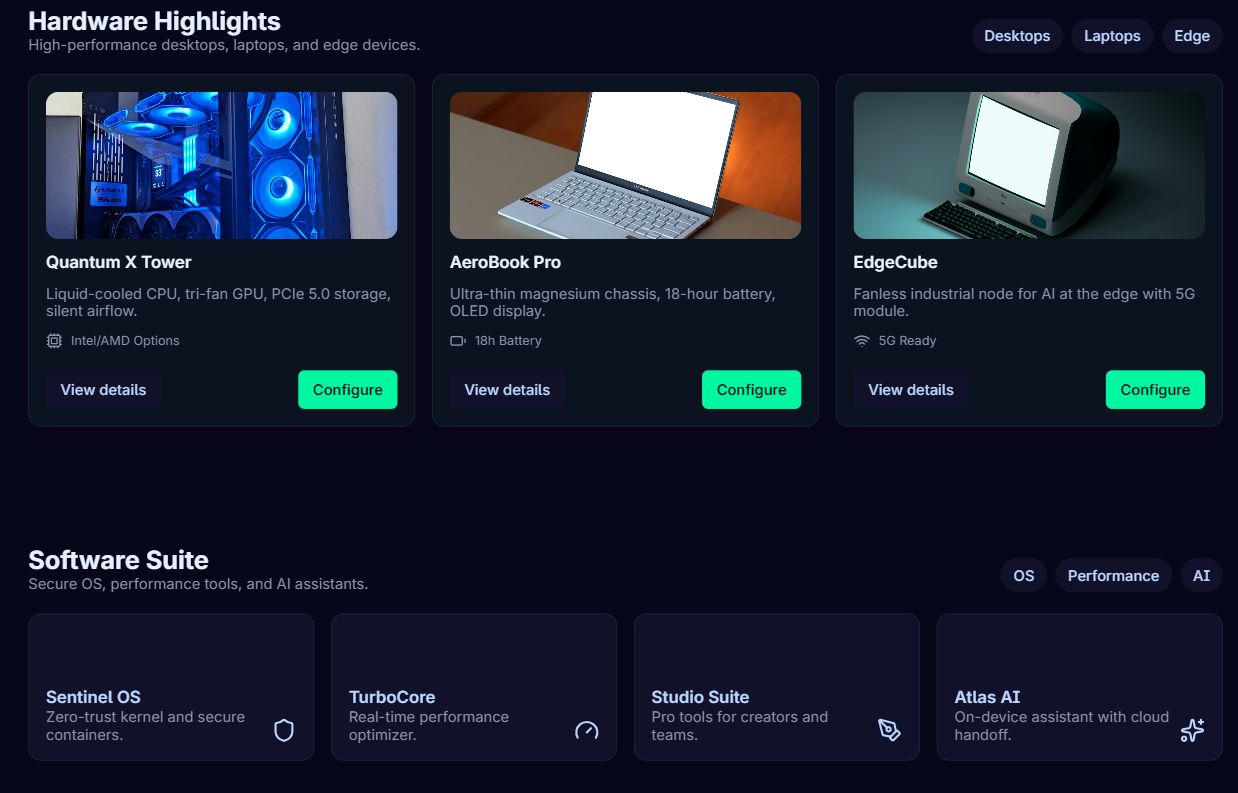 Hardware Highlights
High-performance desktops, laptops, and edge devices.
Desktops
Laptops
Edge
Quantum X Tower
Liquid-cooled CPU, tri-fan GPU, PCIe 5.0 storage,
silent airflow.
Intel/AMD Options
View details
Configure
AeroBook Pro
Ultra-thin magnesium chassis, 18-hour battery,
OLED display.
18h Battery
View details
Configure
EdgeCube
Fanless industrial node for AI at the edge with 5G
module.
5G Ready
View details
Configure
Software Suite
Secure OS, performance tools, and AI assistants.
OS
Performance
AI
Sentinel OS
Zero-trust kernel and secure
containers.
TurboCore
Real-time performance
optimizer.
Studio Suite
Pro tools for creators and
teams.
Atlas AI
On-device assistant with cloud
handoff.